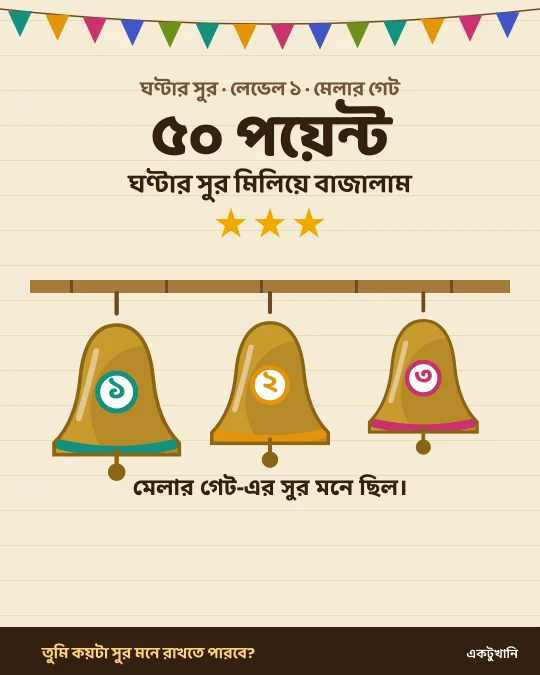 ঘণ্টার সুর · লেভেল ১ · মেলার গেট
৫০ পয়েন্ট
ঘণ্টার সুর মিলিয়ে বাজালাম
১
২
৩
মেলার গেট-এর সুর মনে ছিল।
তুমি কয়টা সুর মনে রাখতে পারবে?
একটুখানি